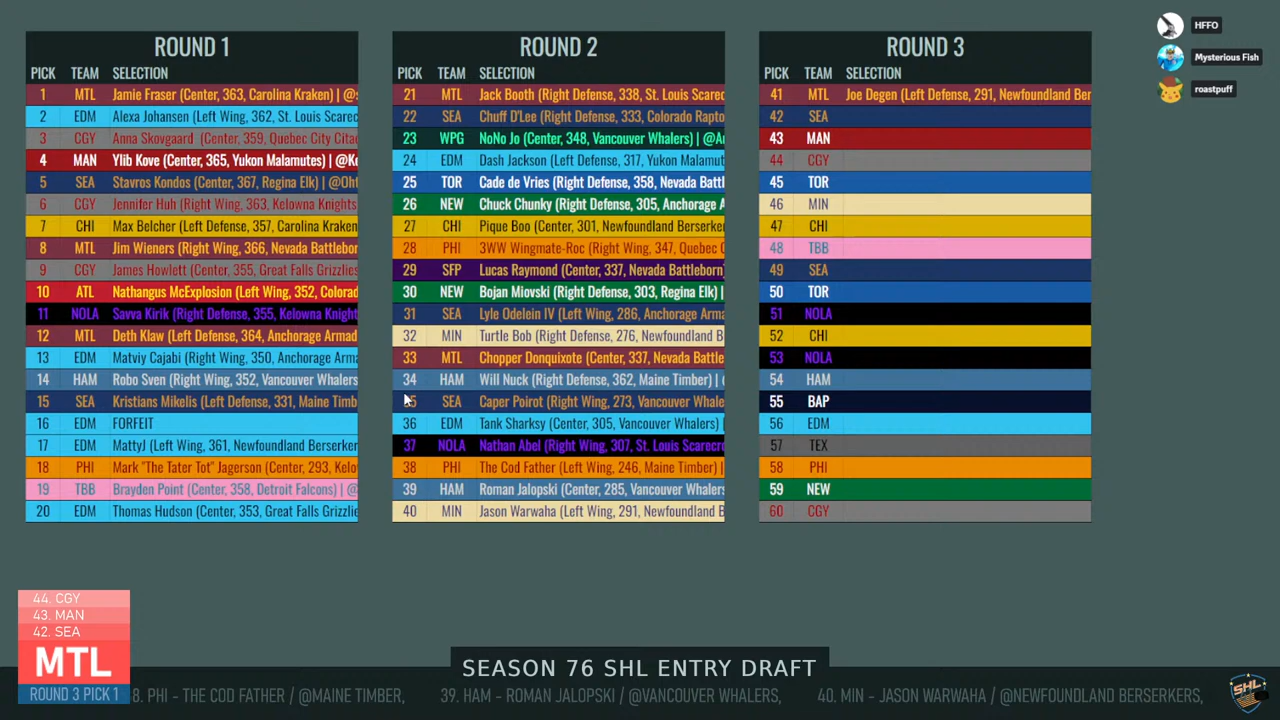 HFFO
Mysterious Fish
roastpuff
ROUND 1
PICK TEAM SELECTION
1 MTL Jamie Fraser (Center, 363, Carolina Kraken) | @
2 EDM Alexa Johansen (Left Wing, 362, St. Louis Scarec
3 CGY Anna Skovgaard (Center, 359, Quebec City Cita
4 MAN Ylib Kove (Center, 365, Yukon Malamutes) | @Ku
5 SEA Stavros Kondos (Center, 367, Regina Elk) | @Oht
6 CGY Jennifer Huh (Right Wing, 363, Kelowna Knights
7 CHI Max Belcher (Left Defense, 357, Carolina Kraken
8 MTL Jim Wieners (Right Wing, 366, Nevada Battlebor
9 CGY James Howlett (Center, 355, Great Falls Grizzlie
10 ATL Nathangus McExplosion (Left Wing, 352, Colorad
11 NOLA Savva Kirik (Right Defense, 355, Kelowna Knight
12 MTL Deth Klaw (Left Defense, 364, Anchorage Armad
13 EDM Matviy Cajabi (Right Wing, 350, Anchorage Arma
14 HAM Robo Sven (Right Wing, 352, Vancouver Whalers
15 SEA Kristians Mikelis (Left Defense, 331, Maine Timb
16 EDM FORFEIT
17 EDM MattyJ (Left Wing, 361, Newfoundland Berserker
18 PHI Mark "The Tater Tot" Jagerson (Center, 293, Kelo
19 TBB Brayden Point (Center, 358, Detroit Falcons) | @
20 EDM Thomas Hudson (Center, 353, Great Falls Grizzlie
ROUND 2
PICK TEAM SELECTION
21 MTL Jack Booth (Right Defense, 338, St. Louis Scarec
22 SEA Chuff D'Lee (Right Defense, 333, Colorado Rapto
23 WPG NoNo Jo (Center, 348, Vancouver Whalers) | @A
24 EDM Dash Jackson (Left Defense, 317, Yukon Malamut
25 TOR Cade de Vries (Right Defense, 358, Nevada Battl
26 NEW Chuck Chunky (Right Defense, 305, Anchorage A
27 CHI Pique Boo (Center, 301, Newfoundland Berserker
28 PHI 3WW Wingmate-Roc (Right Wing, 347, Quebec C
29 SFP Lucas Raymond (Center, 337, Nevada Battleborn)
30 NEW Bojan Miovski (Right Defense, 303, Regina Elk) |
31 SEA Lyle Odelein IV (Left Wing, 286, Anchorage Arma
32 MIN Turtle Bob (Right Defense, 276, Newfoundland B
33 MTL Chopper Donquixote (Center, 337, Nevada Battle
34 HAM Will Nuck (Right Defense, 362, Maine Timber) |
35 SEA Caper Poirot (Right Wing, 273, Vancouver Whale
36 EDM Tank Sharksy (Center, 305, Vancouver Whalers) |
37 NOLA Nathan Abel (Right Wing, 307, St. Louis Scarecr
38 PHI The Cod Father (Left Wing, 246, Maine Timber) |
39 HAM Roman Jalopski (Center, 285, Vancouver Whalers
40 MIN Jason Warwaha (Left Wing, 291, Newfoundland B
ROUND 3
PICK TEAM SELECTION
41 MTL Joe Degen (Left Defense, 291, Newfoundland Ber
42 SEA
43 MAN
44 CGY
45 TOR
46 MIN
47 CHI
48 TBB
49 SEA
50 TOR
51 NOLA
52 CHI
53 NOLA
54 HAM
55 BAP
56 EDM
57 TEX
58 PHI
59 NEW
60 CGY
44. CGY
43. MAN
42. SEA
MTL
ROUND 3 PICK 1
SEASON 76 SHL ENTRY DRAFT
8. PHI - THE COD FATHER / @MAINE TIMBER, 39. HAM - ROMAN JALOPSKI / @VANCOUVER WHALERS, 40. MIN - JASON WARWAHA / @NEWFOUNDLAND BERSERKERS,
SHL